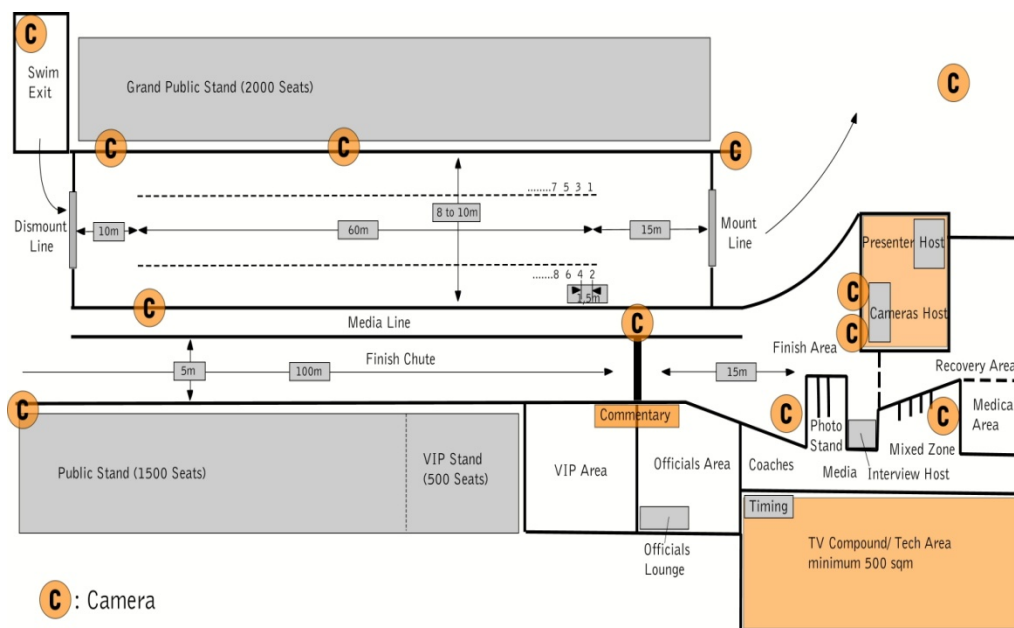 C
Swim
Exit
Grand Public Stand (2000 Seats)
C
C
C
C
........7 5 3 1
8 to 10m
Dismount
Line
10m
60m
15m
Mount
Line
Presenter
Host
........8 6 4 2
1,5m
C
C
C
Cameras Host
C
Media Line
Finish Chute
Finish Area
5m
100m
15m
Recovery Area
C
Commentary
C
Photo
Stand
C
Medical
Area
Public Stand (1500 Seats)
VIP Stand
(500 Seats)
VIP Area
Officials Area
Coaches
Media
Mixed Zone
Interview Host
Timing
Officials
Lounge
TV Compound/ Tech Area
minimum 500 sqm
C : Camera